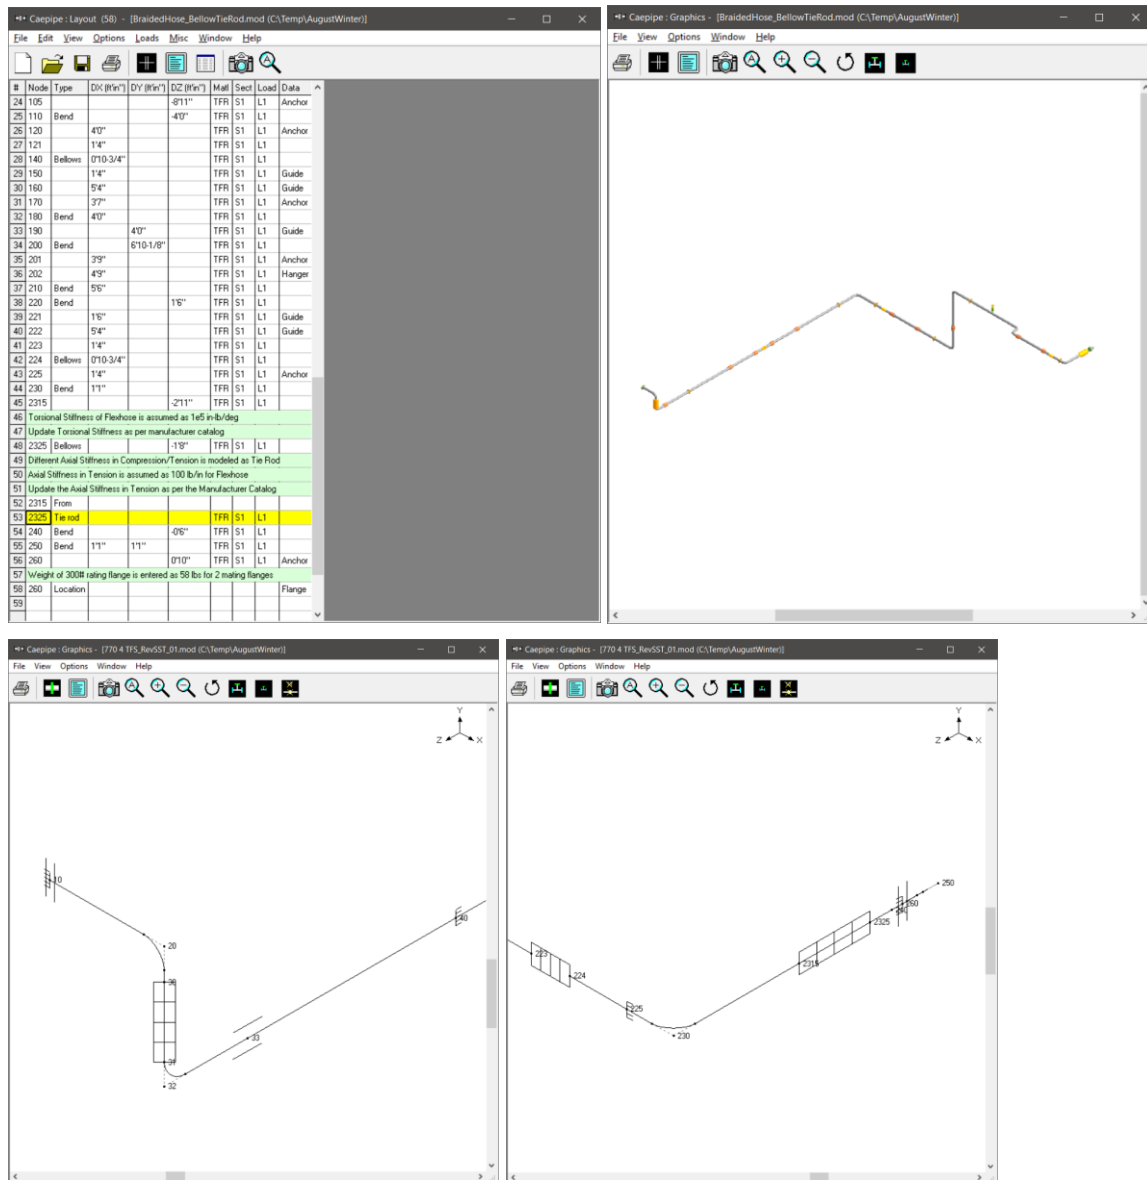 Caepipe : Layout (58) - [BraidedHose_BellowTieRod.mod (C:\Temp\AugustWinter)]
File Edit View Options Loads Misc Window Help
# Node Type DX (ft'in") DY (ft'in") DZ (ft'in") Matl Sect Load Data
24 105 -8'11" TFR S1 L1 Anchor
25 110 Bend -4'0" TFR S1 L1
26 120 4'0" TFR S1 L1 Anchor
27 121 1'4" TFR S1 L1
28 140 Bellows 0'10-3/4" TFR S1 L1
29 150 1'4" TFR S1 L1 Guide
30 160 5'4" TFR S1 L1 Guide
31 170 3'7" TFR S1 L1 Anchor
32 180 Bend 4'0" TFR S1 L1
33 190 4'0" TFR S1 L1 Guide
34 200 Bend 6'10-1/8" TFR S1 L1
35 201 3'9" TFR S1 L1 Anchor
36 202 4'9" TFR S1 L1 Hanger
37 210 Bend 5'6" TFR S1 L1
38 220 Bend 1'6" TFR S1 L1
39 221 1'6" TFR S1 L1 Guide
40 222 5'4" TFR S1 L1 Guide
41 223 1'4" TFR S1 L1
42 224 Bellows 0'10-3/4" TFR S1 L1
43 225 1'4" TFR S1 L1 Anchor
44 230 Bend 1'1" TFR S1 L1
45 2315 -2'11" TFR S1 L1
46 Torsional Stiffness of Flexhose is assumed as 1e5 in-lb/deg
47 Update Torsional Stiffness as per manufacturer catalog
48 2325 Bellows -1'8" TFR S1 L1
49 Different Axial Stiffness in Compression/Tension is modeled as Tie Rod
50 Axial Stiffness in Tension is assumed as 100 lb/in for Flexhose
51 Update the Axial Stiffness in Tension as per the Manufacturer Catalog
52 2315 From
53 2325 Tie rod TFR S1 L1
54 240 Bend -0'6" TFR S1 L1
55 250 Bend 1'1" 1'1" TFR S1 L1
56 260 0'10" TFR S1 L1 Anchor
57 Weight of 300# rating flange is entered as 58 lbs for 2 mating flanges
58 260 Location Flange
59
Caepipe : Graphics - [BraidedHose_BellowTieRod.mod (C:\Temp\AugustWinter)]
File View Options Window Help
Caepipe : Graphics - [770 4 TFS_RevSST_01.mod (C:\Temp\AugustWinter)]
File View Options Window Help
Y
Z X
10
20
30
31
32
33
40
Caepipe : Graphics - [770 4 TFS_RevSST_01.mod (C:\Temp\AugustWinter)]
File View Options Window Help
Y
Z X
250
260
2325
2315
223
224
225
230